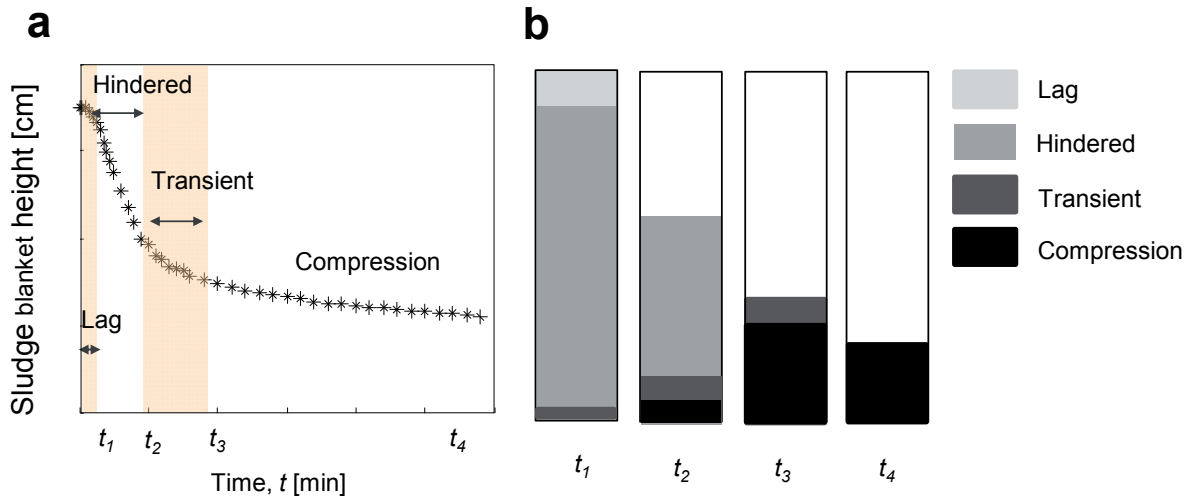 a
Sludge blanket height [cm]
Hindered
Transient
Compression
Lag
t1 t2 t3 t4
Time, t [min]
b
t1 t2 t3 t4
Lag
Hindered
Transient
Compression